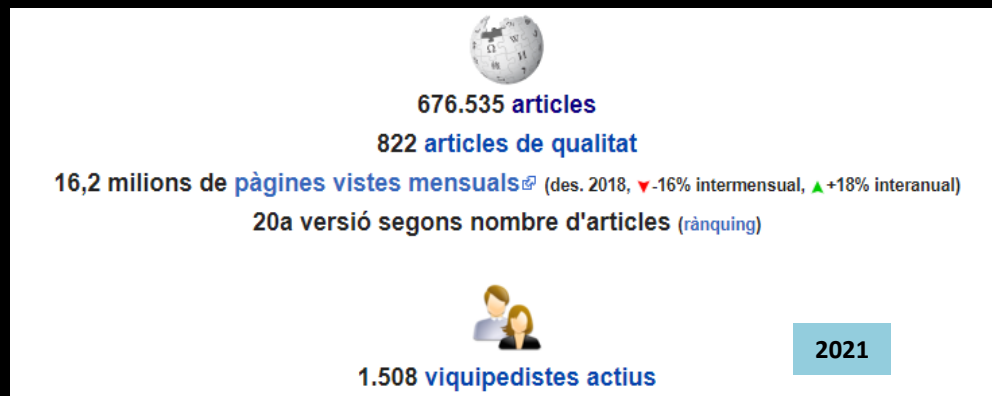 676.535 articles
822 articles de qualitat
16,2 milions de pàgines vistes mensuals (des. 2018, ▼-16% intermensual, ▲+18% interanual)
20a versió segons nombre d'articles (rànquing)
1.508 viquipedistes actius
2021